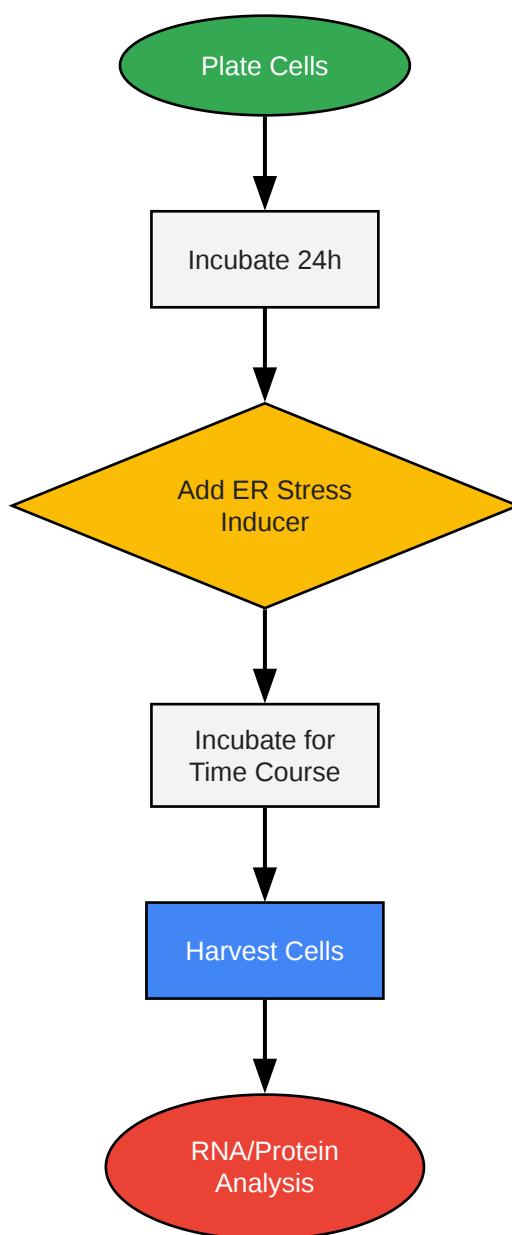 Plate Cells
Incubate 24h
Add ER Stress
Inducer
Incubate for
Time Course
Harvest Cells
RNA/Protein
Analysis